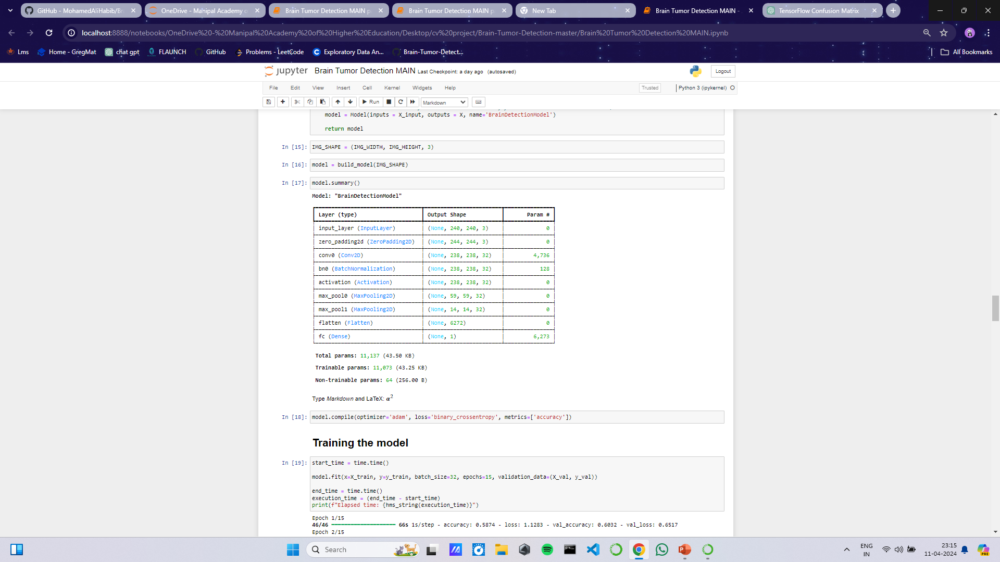 GitHub - MohamedAliHabib/Br
OneDrive - Manipal Academy o
Brain Tumor Detection MAIN p
Brain Tumor Detection MAIN p
New Tab
Brain Tumor Detection MAIN -
TensorFlow Confusion Matrix
localhost:8888/notebooks/OneDrive%20-%20Manipal%20Academy%20of%20Higher%20Education/Desktop/cv%20project/Brain-Tumor-Detection-master/Brain%20Tumor%20Detection%20MAIN.ipynb
Lms Home - GregMat chat gpt FLAUNCH GitHub Problems - LeetCode Exploratory Data An... Brain-Tumor-Detect... All Bookmarks
jupyter Brain Tumor Detection MAIN Last Checkpoint: a day ago (autosaved) Logout
File Edit View Insert Cell Kernel Widgets Help Trusted Python 3 (ipykernel)
Run Markdown
model = Model(inputs = X_input, outputs = X, name='BrainDetectionModel')
return model
In [15]: IMG_SHAPE = (IMG_WIDTH, IMG_HEIGHT, 3)
In [16]: model = build_model(IMG_SHAPE)
In [17]: model.summary()
Model: "BrainDetectionModel"
Layer (type) Output Shape Param #
input_layer (InputLayer) (None, 240, 240, 3) 0
zero_padding2d (ZeroPadding2D) (None, 244, 244, 3) 0
conv0 (Conv2D) (None, 238, 238, 32) 4,736
bn0 (BatchNormalization) (None, 238, 238, 32) 128
activation (Activation) (None, 238, 238, 32) 0
max_pool0 (MaxPooling2D) (None, 59, 59, 32) 0
max_pool1 (MaxPooling2D) (None, 14, 14, 32) 0
flatten (Flatten) (None, 6272) 0
fc (Dense) (None, 1) 6,273
Total params: 11,137 (43.50 KB)
Trainable params: 11,073 (43.25 KB)
Non-trainable params: 64 (256.00 B)
Type Markdown and LaTeX: α²
In [18]: model.compile(optimizer='adam', loss='binary_crossentropy', metrics=['accuracy'])
Training the model
In [19]: start_time = time.time()
model.fit(x=X_train, y=y_train, batch_size=32, epochs=15, validation_data=(X_val, y_val))
end_time = time.time()
execution_time = (end_time - start_time)
print(f"Elapsed time: {hms_string(execution_time)}")
Epoch 1/15
46/46 66s 1s/step - accuracy: 0.5874 - loss: 1.1283 - val_accuracy: 0.6032 - val_loss: 0.6517
Epoch 2/15
Search
ENG
IN
23:15
11-04-2024
PRE